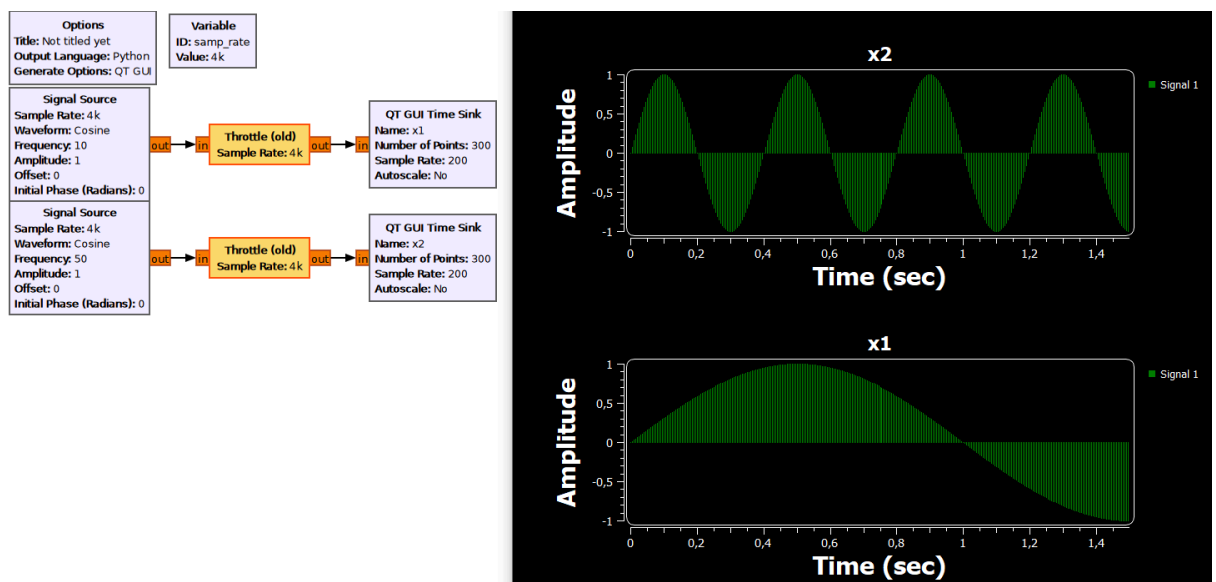 Options
Title: Not titled yet
Output Language: Python
Generate Options: QT GUI
Variable
ID: samp_rate
Value: 4k
Signal Source
Sample Rate: 4k
Waveform: Cosine
Frequency: 10
Amplitude: 1
Offset: 0
Initial Phase (Radians): 0
out
in
Throttle (old)
Sample Rate: 4k
out
in
QT GUI Time Sink
Name: x1
Number of Points: 300
Sample Rate: 200
Autoscale: No
Signal Source
Sample Rate: 4k
Waveform: Cosine
Frequency: 50
Amplitude: 1
Offset: 0
Initial Phase (Radians): 0
out
in
Throttle (old)
Sample Rate: 4k
out
in
QT GUI Time Sink
Name: x2
Number of Points: 300
Sample Rate: 200
Autoscale: No
x2
Amplitude
1
0,5
0
-0,5
-1
0 0,2 0,4 0,6 0,8 1 1,2 1,4
Time (sec)
Signal 1
x1
Amplitude
1
0,5
0
-0,5
-1
0 0,2 0,4 0,6 0,8 1 1,2 1,4
Time (sec)
Signal 1